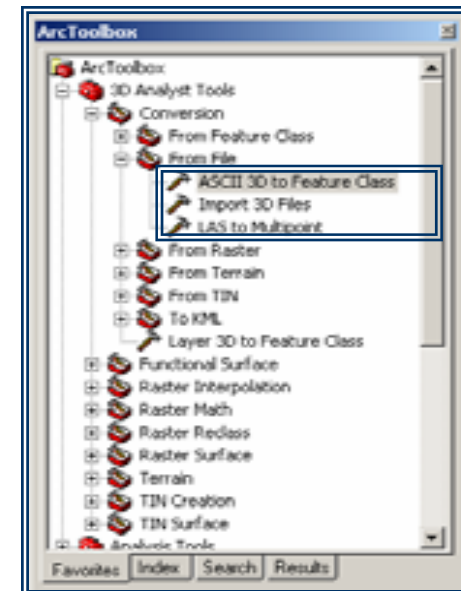 ArcToolbox
ArcToolbox
3D Analyst Tools
Conversion
From Feature Class
From File
ASCII 3D to Feature Class
Import 3D Files
LAS to Multipoint
From Raster
From Terrain
From TIN
To KML
Layer 3D to Feature Class
Functional Surface
Raster Interpolation
Raster Math
Raster Reclass
Raster Surface
Terrain
TIN Creation
TIN Surface
Analysis Tools
Favorites Index Search Results